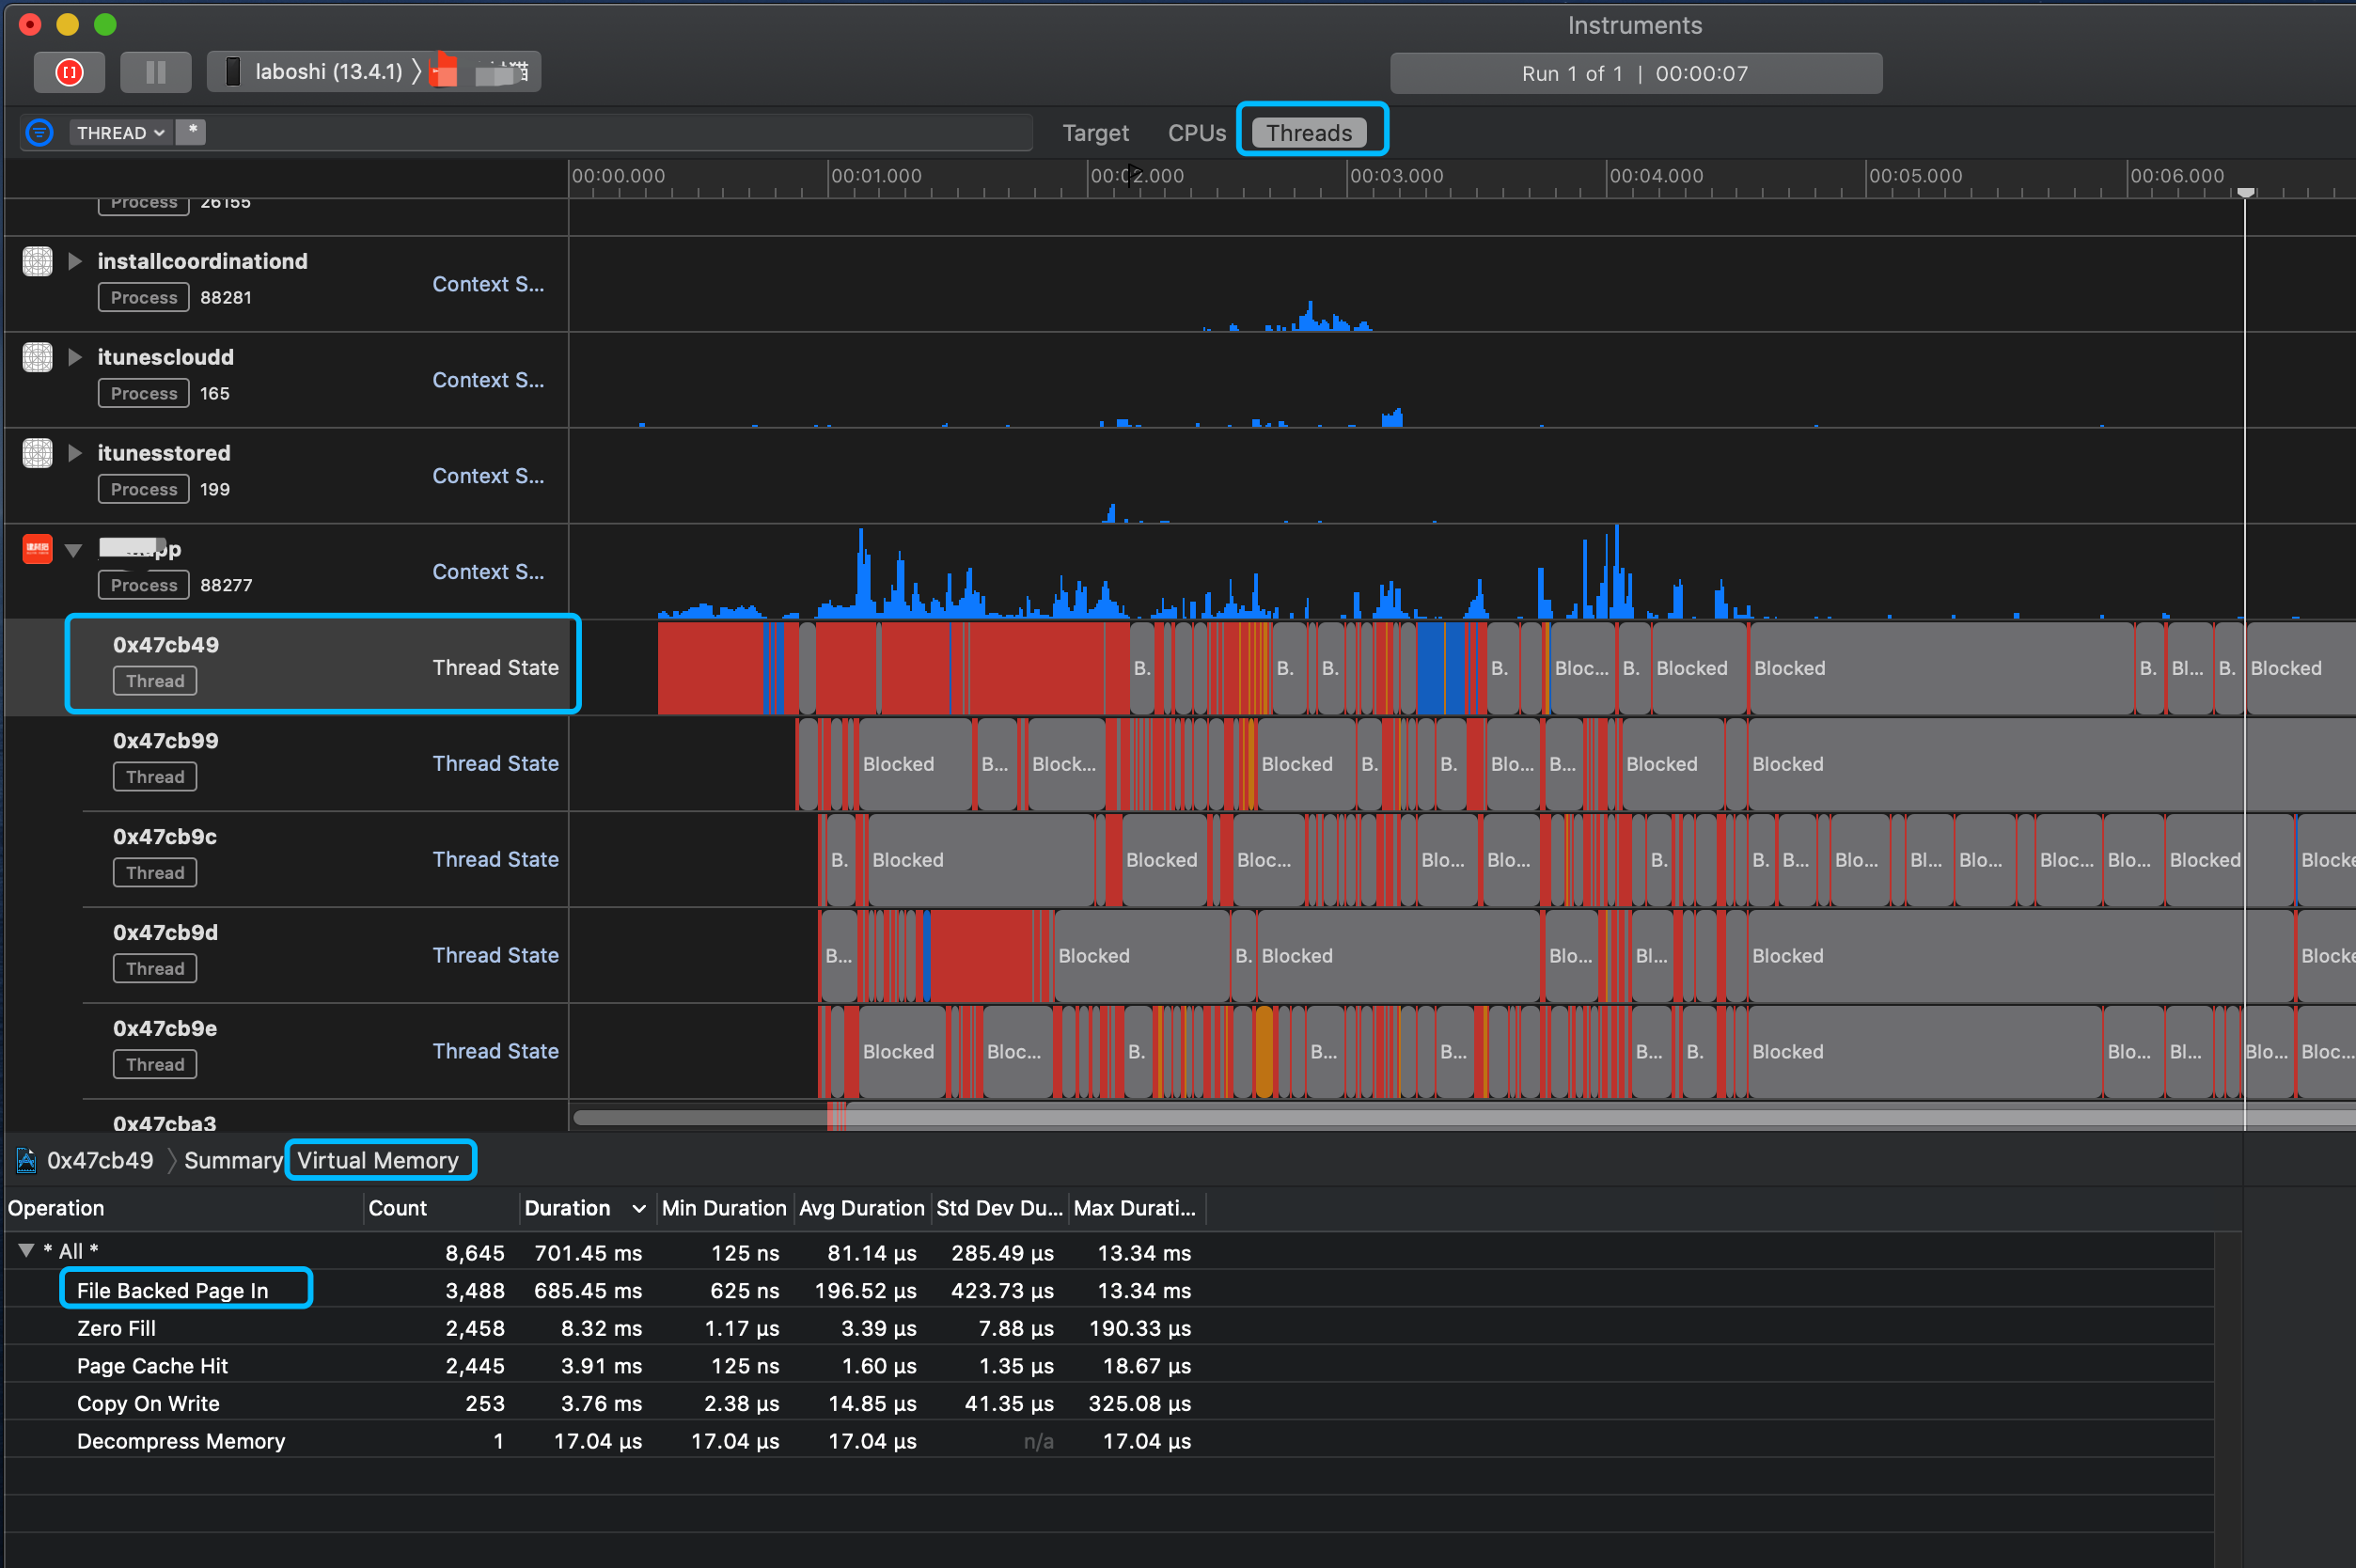 Instruments
laboshi (13.4.1)
Run 1 of 1 | 00:00:07
THREAD *
Target CPUs Threads
00:00.000 00:01.000 00:02.000 00:03.000 00:04.000 00:05.000 00:06.000
Process 26155
installcoordinationd
Context S...
Process 88281
itunescloudd
Context S...
Process 165
itunesstored
Context S...
Process 199
Context S...
Process 88277
0x47cb49
Thread State B. B. B. B. Bloc... B. Blocked Blocked B. Bl... B. Blocked
Thread
0x47cb99
Thread State Blocked B... Block... Blocked B. B. Blo... B... Blocked Blocked
Thread
0x47cb9c
Thread State B. Blocked Blocked Bloc... Blo... Blo... B. B. B... Blo... Bl... Blo... Bloc... Blo... Blocked Blocke
Thread
0x47cb9d
Thread State B... Blocked B. Blocked Blo... Bl... Blocked Blocke
Thread
0x47cb9e
Thread State Blocked Bloc... B. B... B... B... B. Blocked Blo... Bl... Blo... Bloc...
Thread
0x47cba3
0x47cb49 Summary Virtual Memory
Operation Count Duration Min Duration Avg Duration Std Dev Du... Max Durati...
* All * 8,645 701.45 ms 125 ns 81.14 µs 285.49 µs 13.34 ms
File Backed Page In 3,488 685.45 ms 625 ns 196.52 µs 423.73 µs 13.34 ms
Zero Fill 2,458 8.32 ms 1.17 µs 3.39 µs 7.88 µs 190.33 µs
Page Cache Hit 2,445 3.91 ms 125 ns 1.60 µs 1.35 µs 18.67 µs
Copy On Write 253 3.76 ms 2.38 µs 14.85 µs 41.35 µs 325.08 µs
Decompress Memory 1 17.04 µs 17.04 µs 17.04 µs n/a 17.04 µs